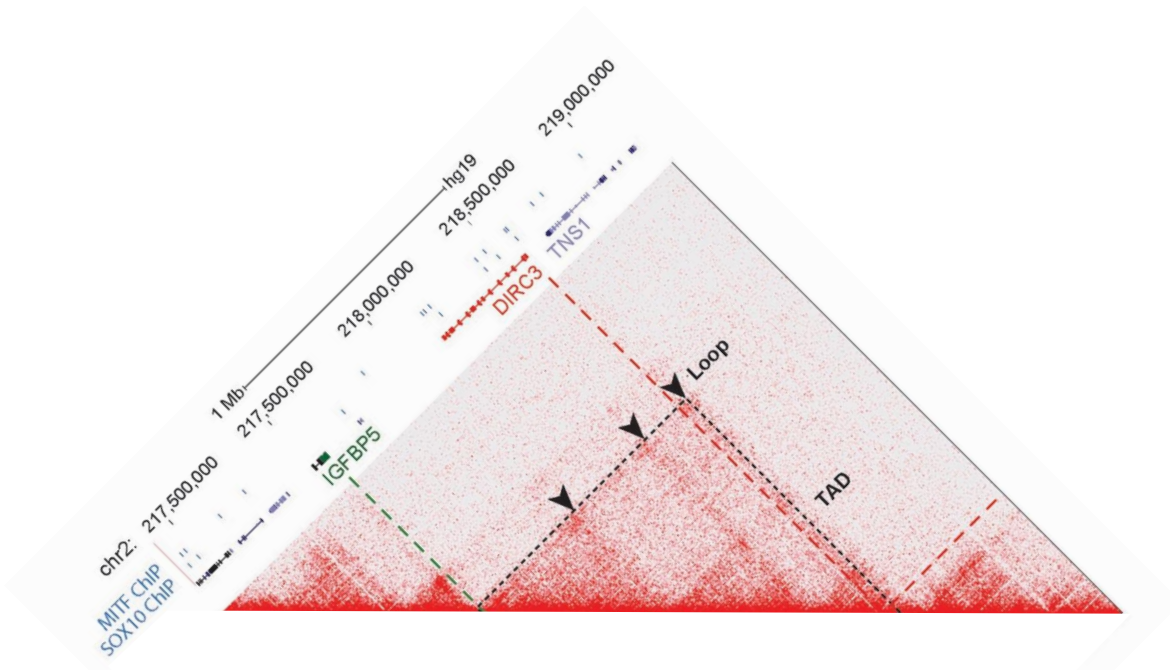 chr2:
217,500,000
217,500,000
218,000,000
218,500,000
219,000,000
1 Mb
hg19
MITF ChIP
SOX10 ChIP
IGFBP5
DIRC3
TNS1
Loop
TAD